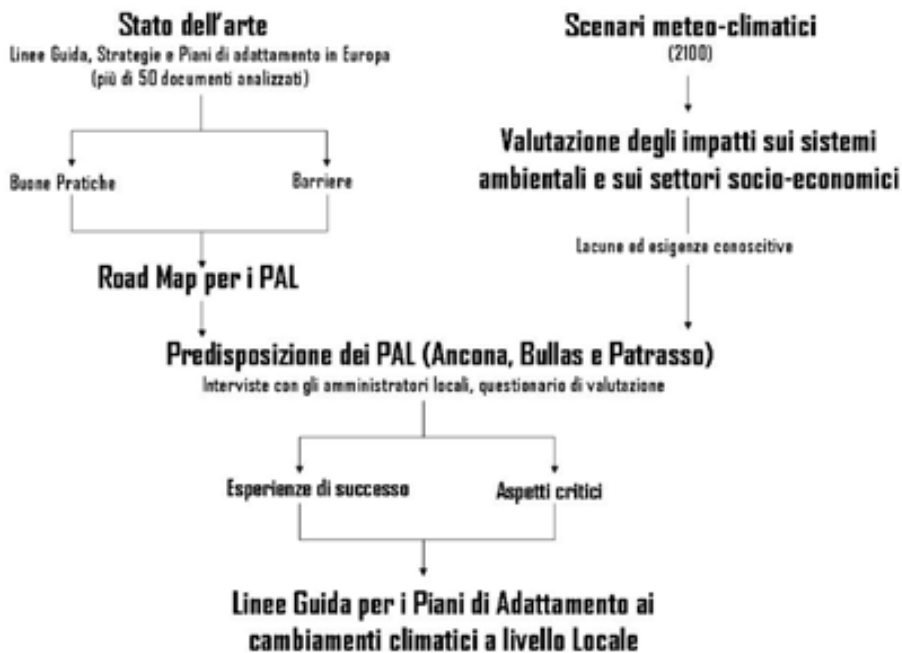 Stato dell'arte
Linee Guida, Strategie e Piani di adattamento in Europa
(più di 50 documenti analizzati)
Buone Pratiche
Barriere
Road Map per i PAL
Scenari meteo-climatici
(2100)
Valutazione degli impatti sui sistemi
ambientali e sui settori socio-economici
Lacune ed esigenze conoscitive
Predisposizione dei PAL (Ancona, Bullas e Patrasso)
Interviste con gli amministratori locali, questionario di valutazione
Esperienze di successo
Aspetti critici
Linee Guida per i Piani di Adattamento ai
cambiamenti climatici a livello Locale